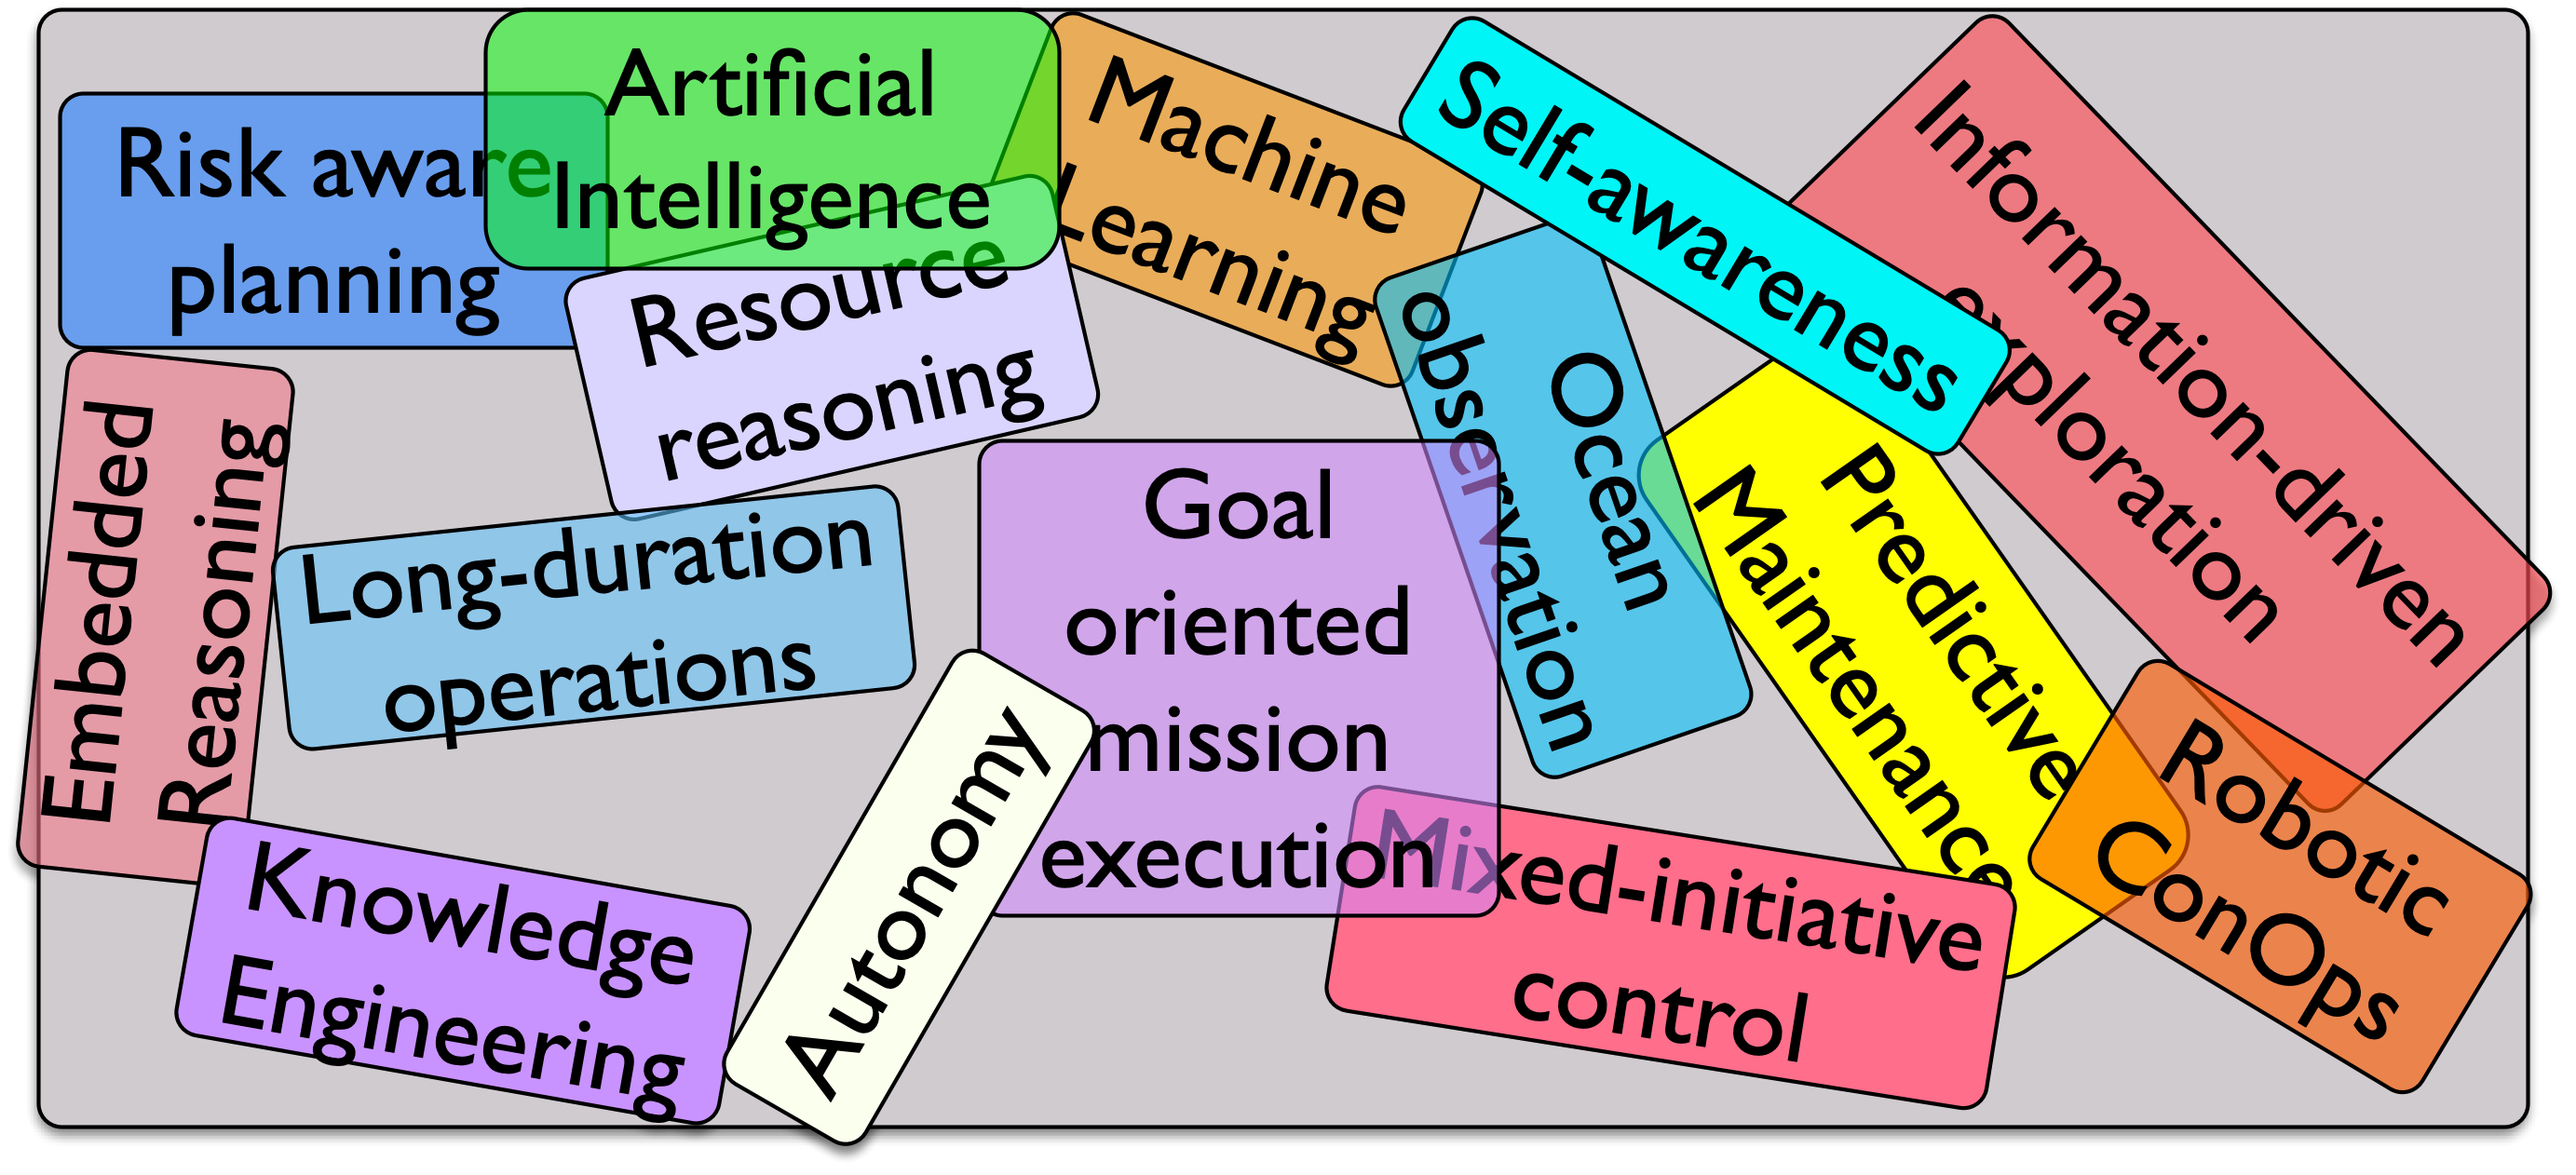 Artificial
Intelligence
Machine
Learning
Self-awareness
Information-driven
exploration
Risk aware
planning
Resource
reasoning
Ocean
observation
Predictive
Maintenance
Embedded
Reasoning
Long-duration
operations
Goal
oriented
mission
execution
Autonomy
Robotic
ConOps
Mixed-initiative
control
Knowledge
Engineering